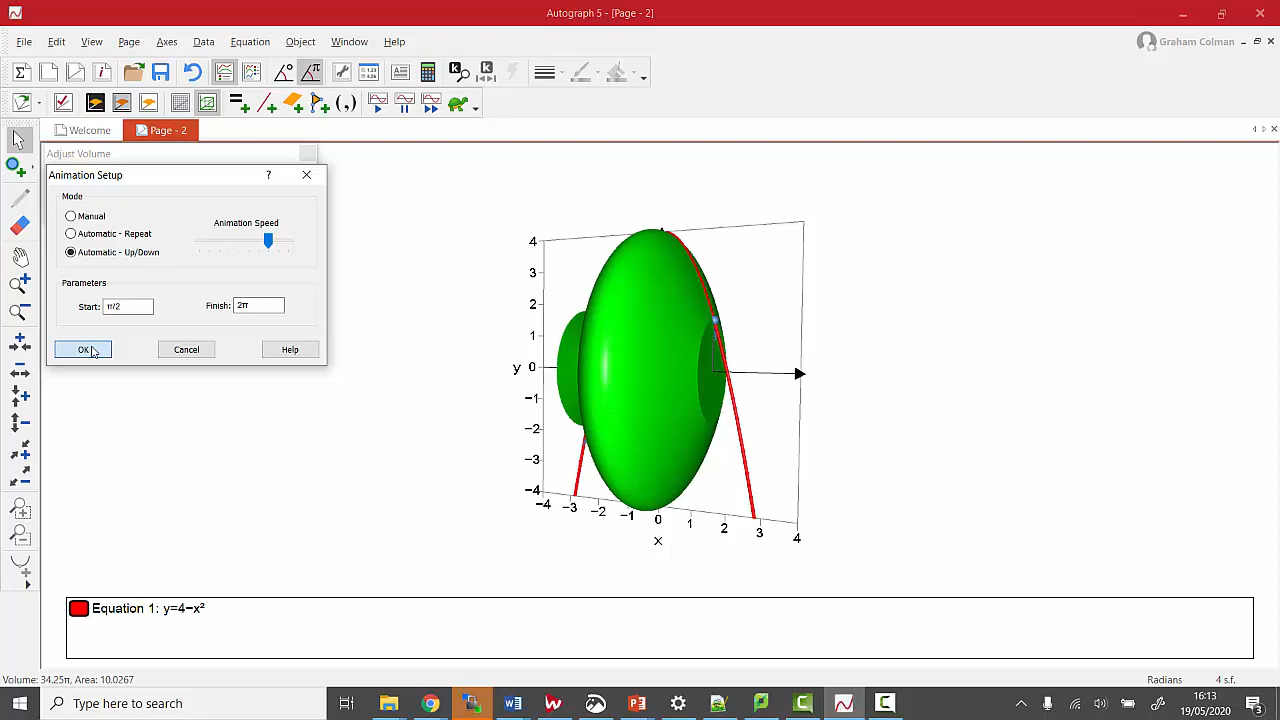 Autograph 5 - [Page - 2]
File Edit View Page Axes Data Equation Object Window Help
Graham Colman
Welcome
Page - 2
Adjust Volume
Animation Setup
?
Mode
Manual
Automatic - Repeat
Automatic - Up/Down
Animation Speed
Parameters
Start: π/2
Finish: 2π
OK
Cancel
Help
4
3
2
1
y 0
−1
−2
−3
−4
−4 −3 −2 −1 0 1 2 3 4
x
Equation 1: y=4−x²
Volume: 34.25π, Area: 10.0267
Radians
4 s.f.
Type here to search
16:13
19/05/2020